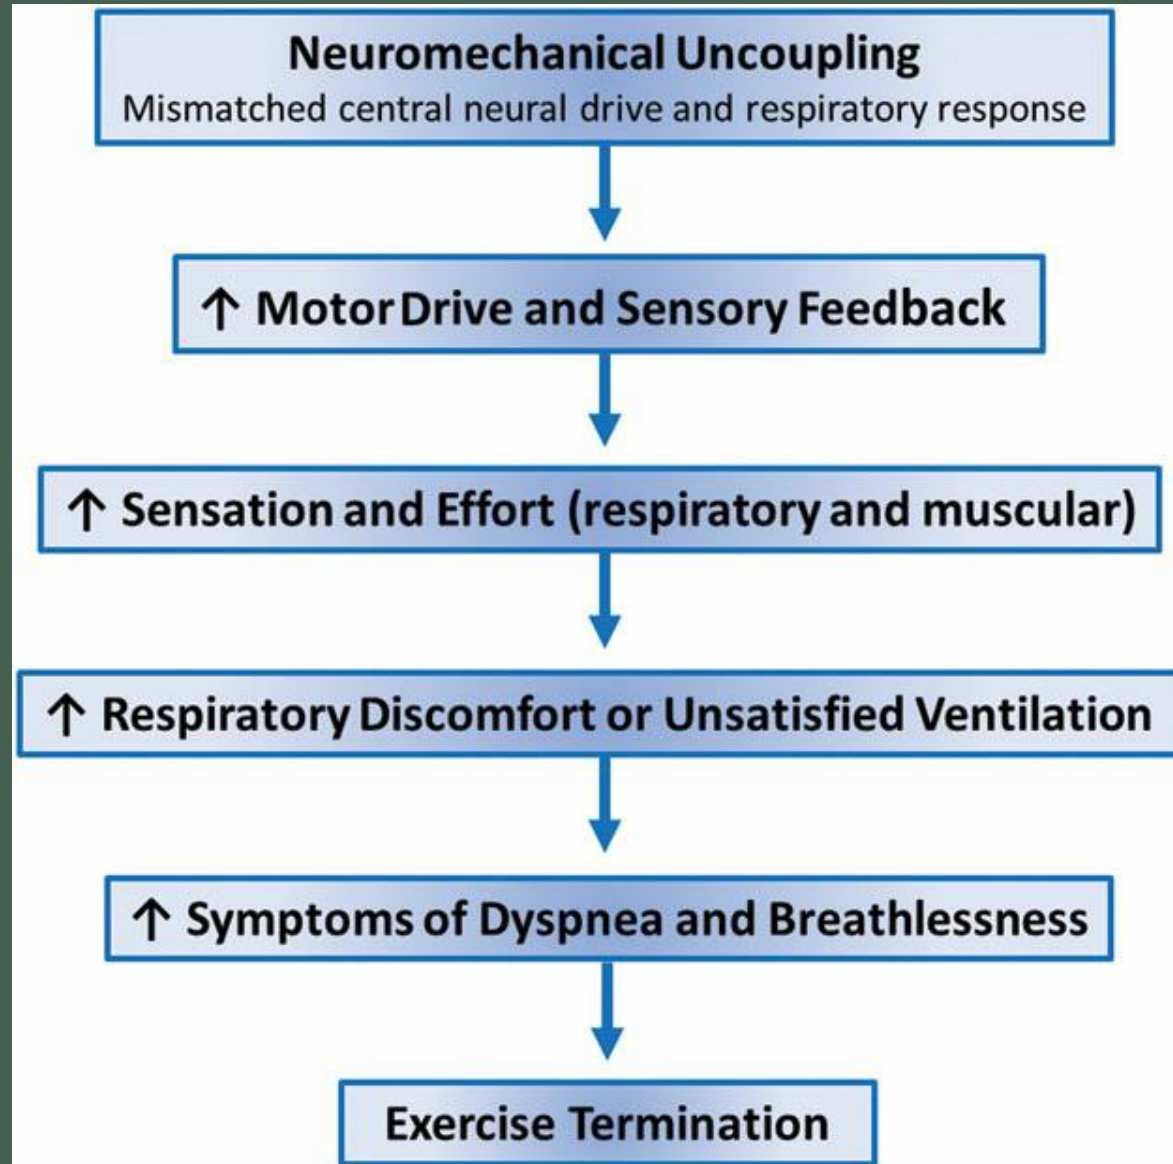 Neuromechanical Uncoupling
Mismatched central neural drive and respiratory response
↑ Motor Drive and Sensory Feedback
↑ Sensation and Effort (respiratory and muscular)
↑ Respiratory Discomfort or Unsatisfied Ventilation
↑ Symptoms of Dyspnea and Breathlessness
Exercise Termination